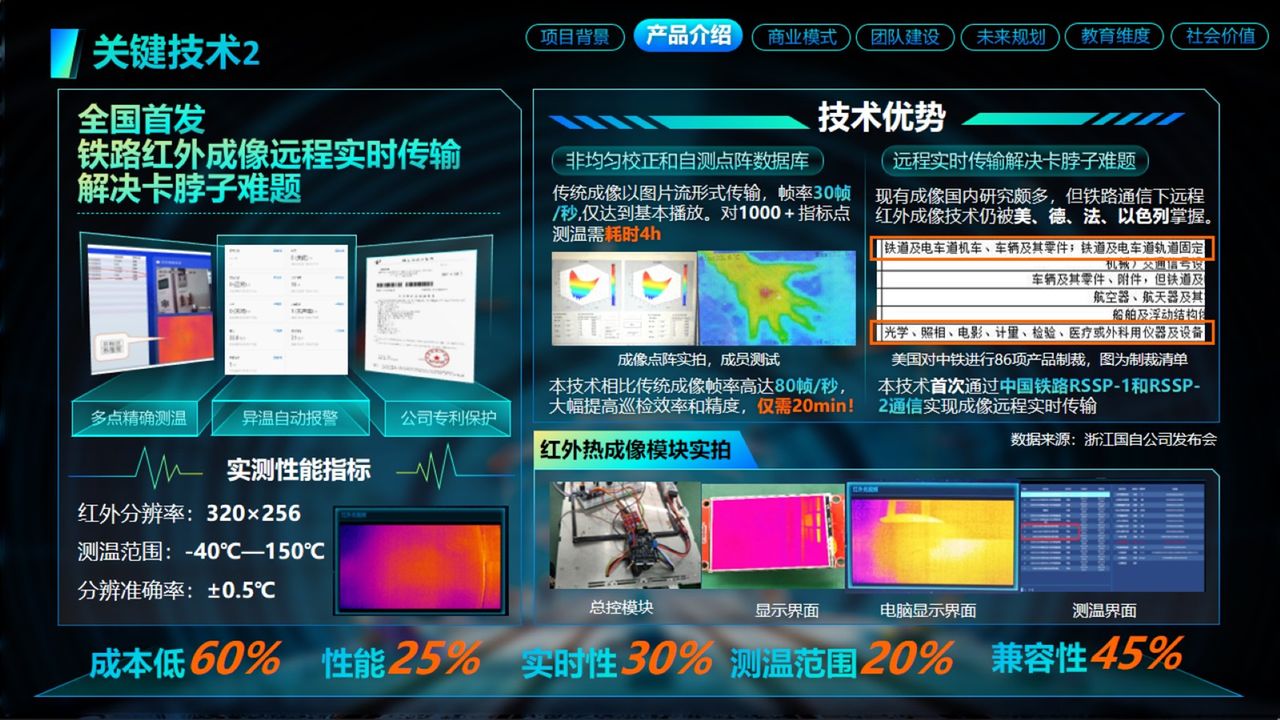 关键技术2
项目背景
产品介绍
商业模式
团队建设
未来规划
教育维度
社会价值
全国首发
铁路红外成像远程实时传输
解决卡脖子难题
多点精确测温
异温自动报警
公司专利保护
实测性能指标
红外分辨率：320×256
测温范围：-40℃—150℃
分辨准确率：±0.5℃
技术优势
非均匀校正和自测点阵数据库
传统成像以图片流形式传输，帧率30帧
/秒,仅达到基本播放。对1000＋指标点
测温需耗时4h
成像点阵实拍，成员测试
本技术相比传统成像帧率高达80帧/秒，
大幅提高巡检效率和精度，仅需20min！
远程实时传输解决卡脖子难题
现有成像国内研究颇多，但铁路通信下远程
红外成像技术仍被美、德、法、以色列掌握。
铁道及电车道机车、车辆及其零件；铁道及电车道轨道固定
机械）交通信号设
车辆及其零件、附件，但铁道及
航空器、航天器及其
船舶及浮动结构体
光学、照相、电影、计量、检验、医疗或外科用仪器及设备
美国对中铁进行86项产品制裁，图为制裁清单
本技术首次通过中国铁路RSSP-1和RSSP-
2通信实现成像远程实时传输
数据来源：浙江国自公司发布会
红外热成像模块实拍
总控模块
显示界面
电脑显示界面
测温界面
成本低60%
性能25%
实时性30%
测温范围20%
兼容性45%